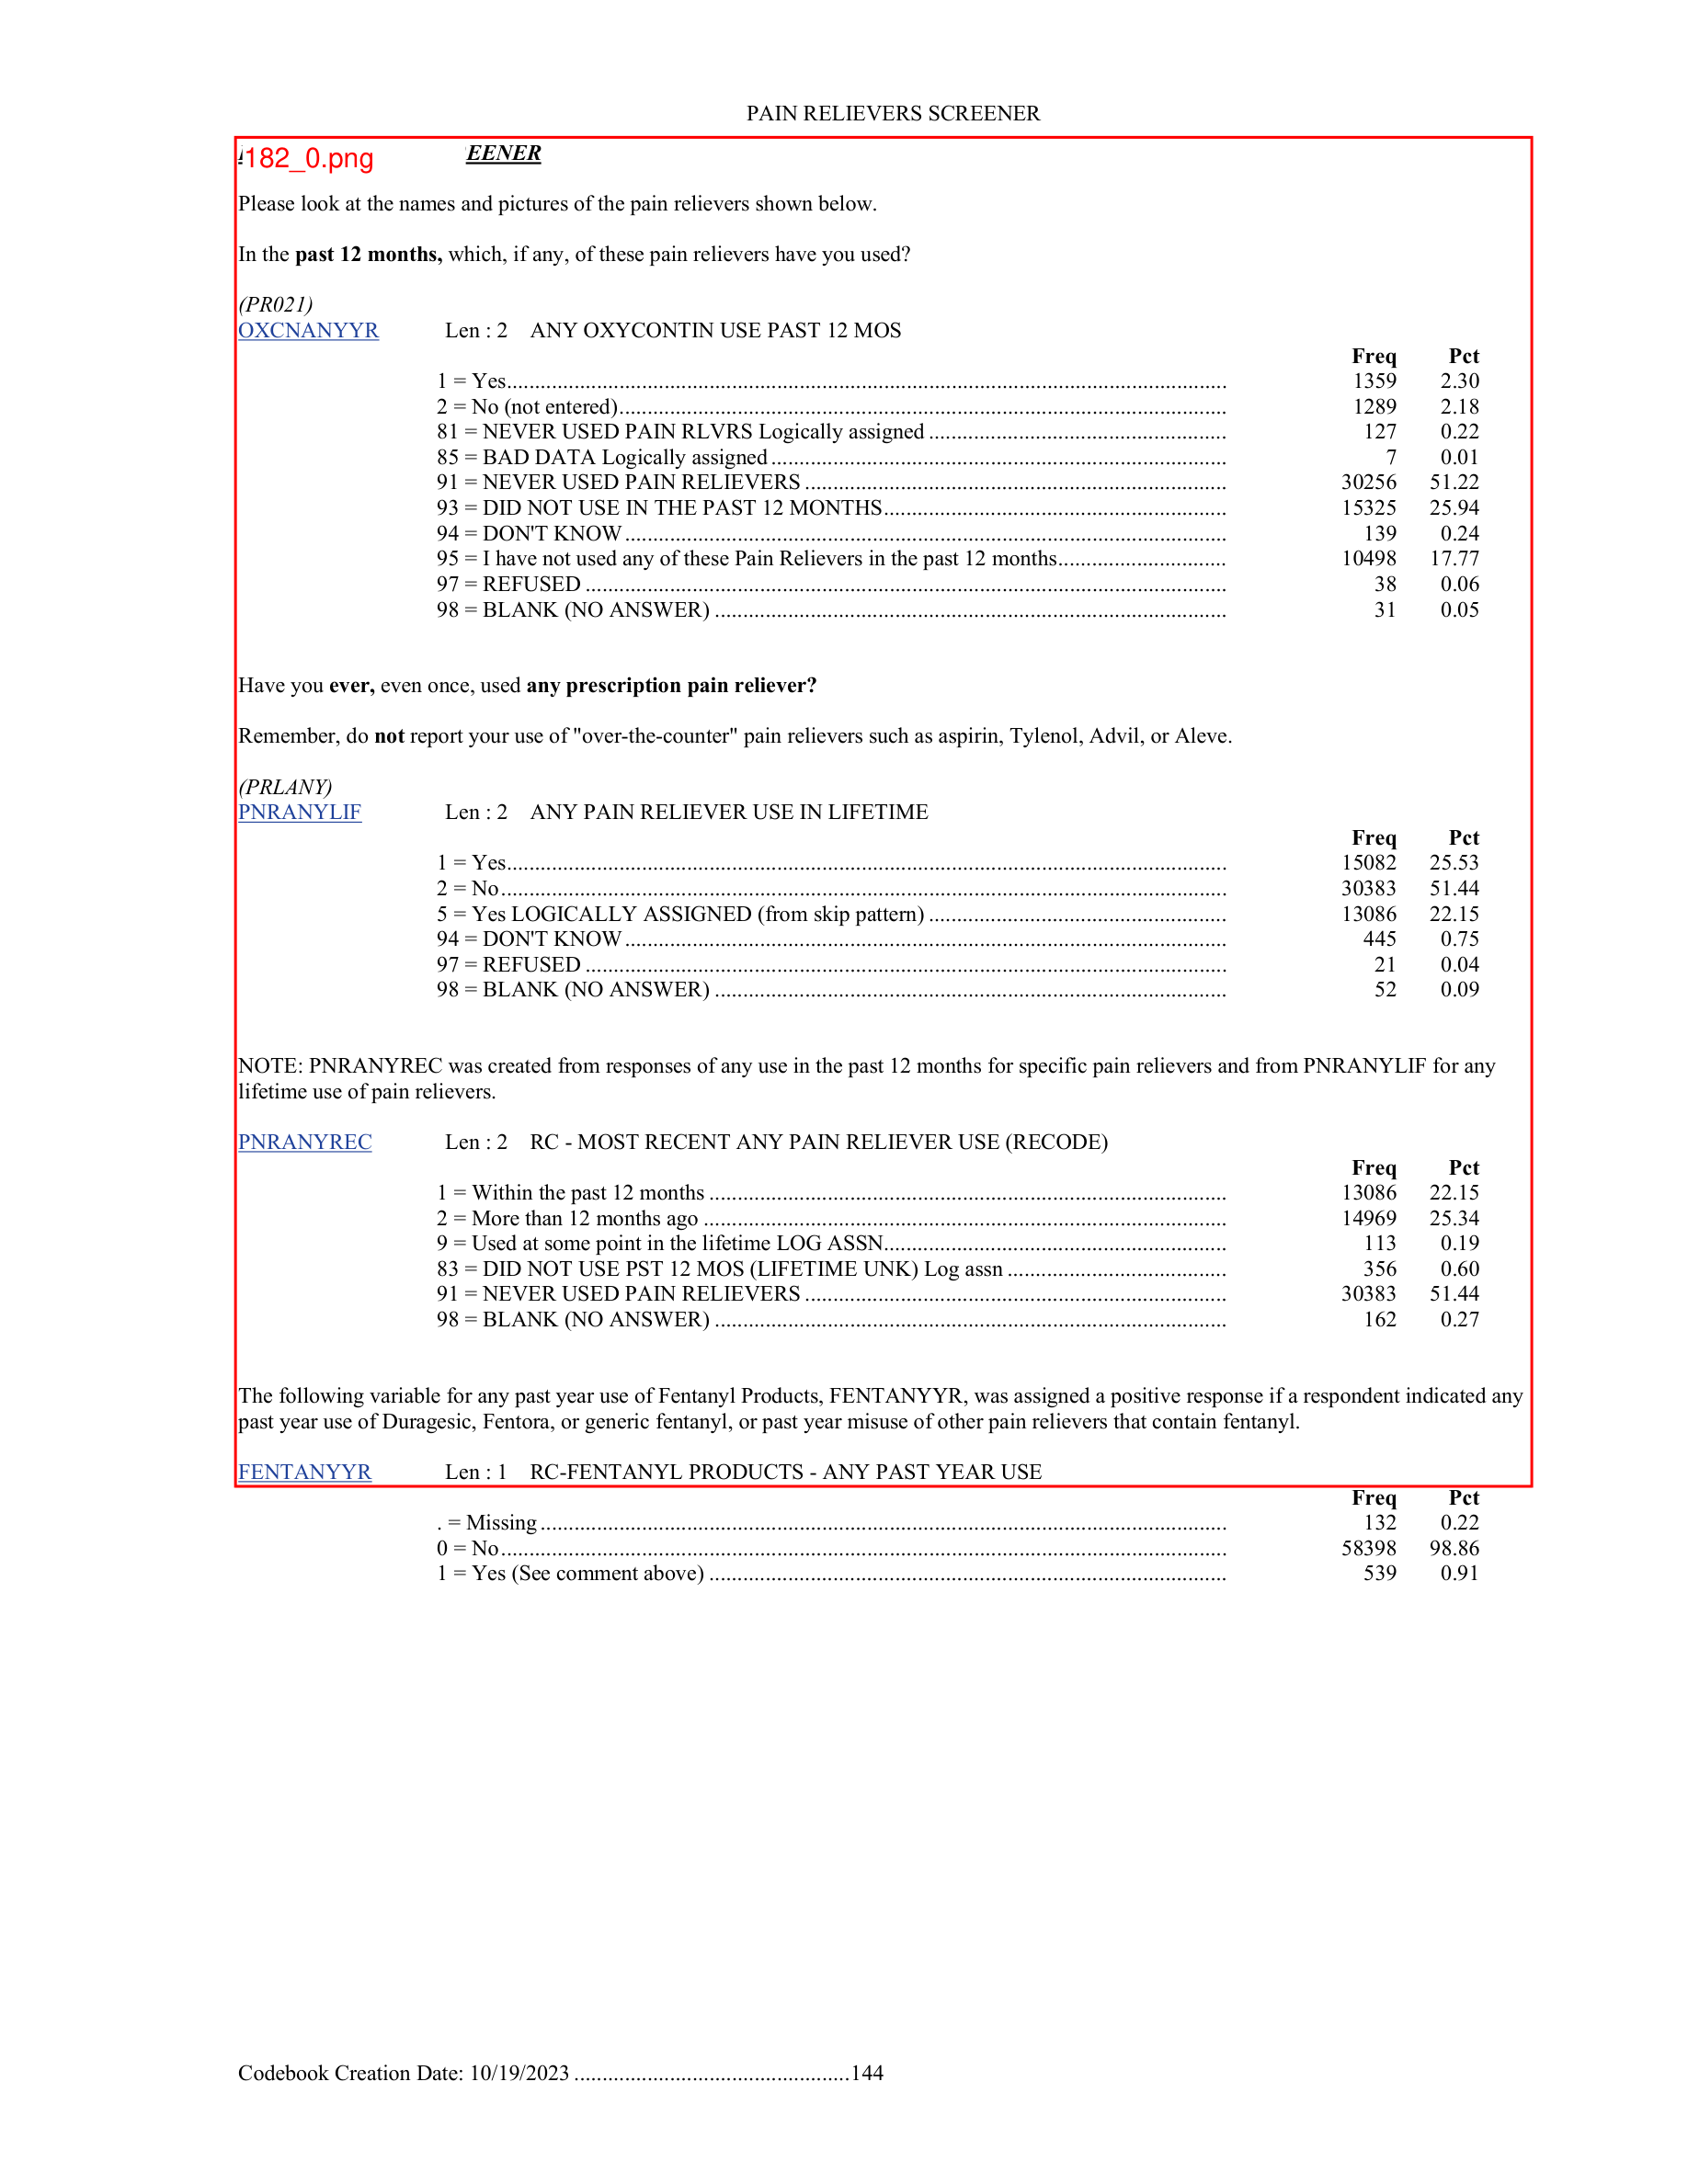 PAIN RELIEVERS SCREENER
182_0.png EENER
Please look at the names and pictures of the pain relievers shown below.
In the past 12 months, which, if any, of these pain relievers have you used?
(PR021)
OXCNANYYR Len : 2 ANY OXYCONTIN USE PAST 12 MOS
Freq Pct
1 = Yes........................................ 1359 2.30
2 = No (not entered)........................................ 1289 2.18
81 = NEVER USED PAIN RLVRS Logically assigned ........................................ 127 0.22
85 = BAD DATA Logically assigned ........................................ 7 0.01
91 = NEVER USED PAIN RELIEVERS ........................................ 30256 51.22
93 = DID NOT USE IN THE PAST 12 MONTHS........................................ 15325 25.94
94 = DON'T KNOW ........................................ 139 0.24
95 = I have not used any of these Pain Relievers in the past 12 months.............................. 10498 17.77
97 = REFUSED ........................................ 38 0.06
98 = BLANK (NO ANSWER) ........................................ 31 0.05
Have you ever, even once, used any prescription pain reliever?
Remember, do not report your use of "over-the-counter" pain relievers such as aspirin, Tylenol, Advil, or Aleve.
(PRLANY)
PNRANYLIF Len : 2 ANY PAIN RELIEVER USE IN LIFETIME
Freq Pct
1 = Yes........................................ 15082 25.53
2 = No ........................................ 30383 51.44
5 = Yes LOGICALLY ASSIGNED (from skip pattern) ........................................ 13086 22.15
94 = DON'T KNOW ........................................ 445 0.75
97 = REFUSED ........................................ 21 0.04
98 = BLANK (NO ANSWER) ........................................ 52 0.09
NOTE: PNRANYREC was created from responses of any use in the past 12 months for specific pain relievers and from PNRANYLIF for any
lifetime use of pain relievers.
PNRANYREC Len : 2 RC - MOST RECENT ANY PAIN RELIEVER USE (RECODE)
Freq Pct
1 = Within the past 12 months ........................................ 13086 22.15
2 = More than 12 months ago ........................................ 14969 25.34
9 = Used at some point in the lifetime LOG ASSN........................................ 113 0.19
83 = DID NOT USE PST 12 MOS (LIFETIME UNK) Log assn ....................................... 356 0.60
91 = NEVER USED PAIN RELIEVERS ........................................ 30383 51.44
98 = BLANK (NO ANSWER) ........................................ 162 0.27
The following variable for any past year use of Fentanyl Products, FENTANYYR, was assigned a positive response if a respondent indicated any
past year use of Duragesic, Fentora, or generic fentanyl, or past year misuse of other pain relievers that contain fentanyl.
FENTANYYR Len : 1 RC-FENTANYL PRODUCTS - ANY PAST YEAR USE
Freq Pct
. = Missing ........................................ 132 0.22
0 = No ........................................ 58398 98.86
1 = Yes (See comment above) ........................................ 539 0.91
Codebook Creation Date: 10/19/2023 .................................................144